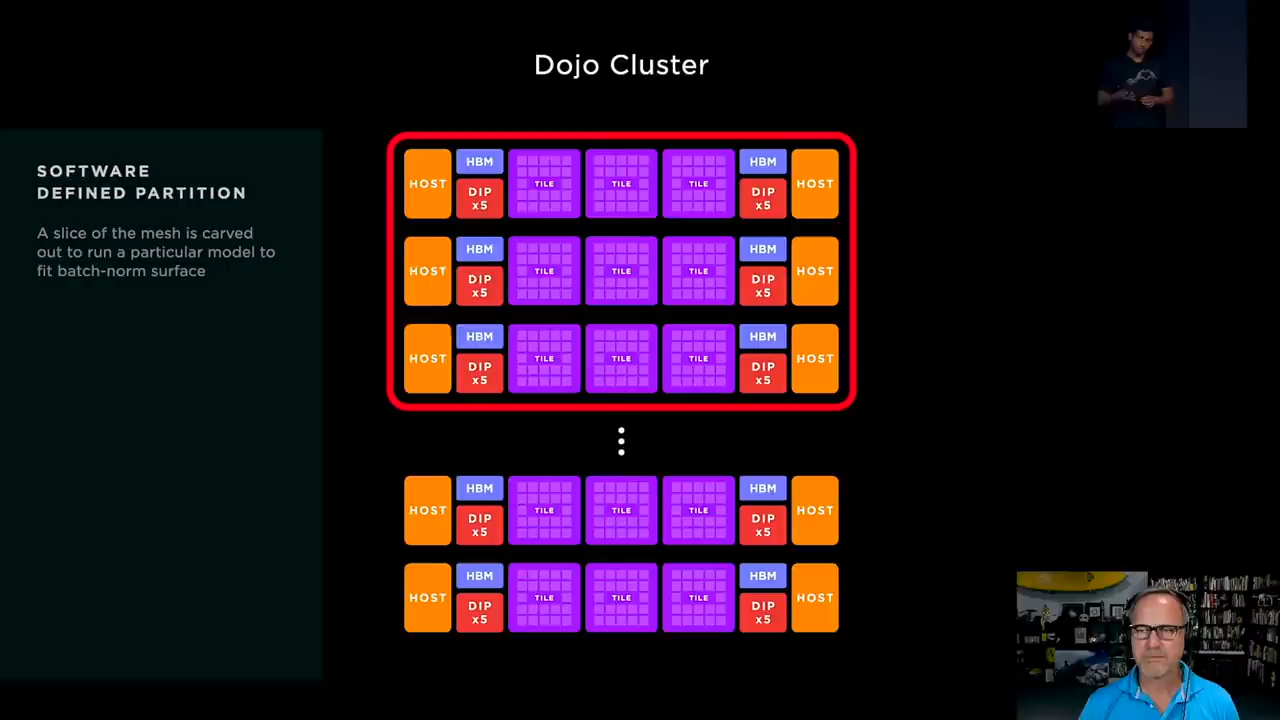 Dojo Cluster
SOFTWARE
DEFINED PARTITION
A slice of the mesh is carved
out to run a particular model to
fit batch-norm surface
HOST HBM DIP x5 TILE TILE TILE HBM DIP x5 HOST
HOST HBM DIP x5 TILE TILE TILE HBM DIP x5 HOST
HOST HBM DIP x5 TILE TILE TILE HBM DIP x5 HOST
HOST HBM DIP x5 TILE TILE TILE HBM DIP x5 HOST
HOST HBM DIP x5 TILE TILE TILE HBM DIP x5 HOST